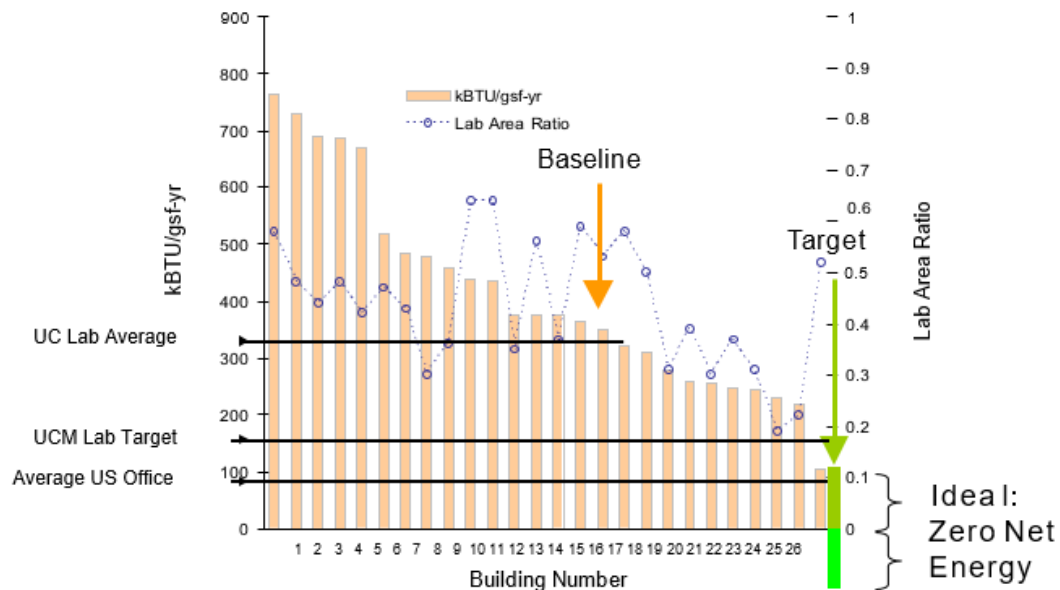 900
800
700
600
500
400
300
200
100
0
kBTU/gsf-yr
kBTU/gsf-yr
Lab Area Ratio
Baseline
Target
1
0.9
0.8
0.7
0.6
0.5
0.4
0.3
0.2
0.1
0
Lab Area Ratio
UC Lab Average
UCM Lab Target
Average US Office
Ideal:
Zero Net
Energy
1 2 3 4 5 6 7 8 9 10 11 12 13 14 15 16 17 18 19 20 21 22 23 24 25 26
Building Number